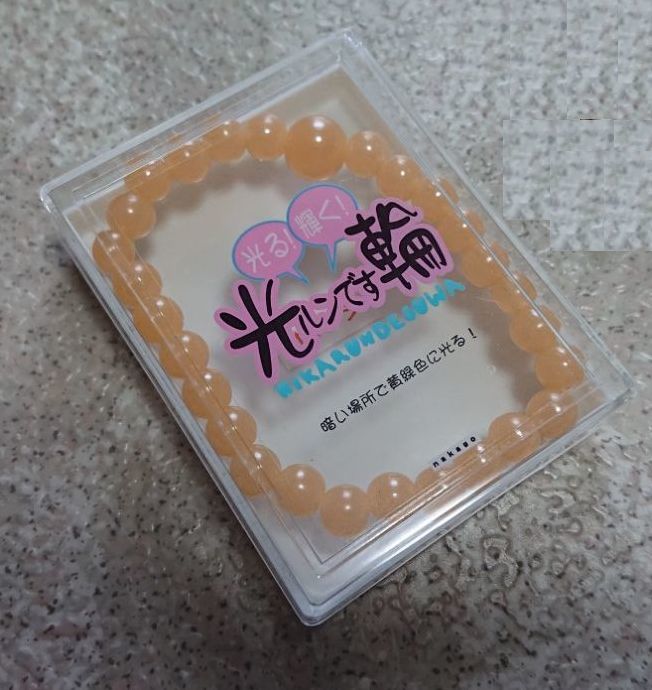 光る!
輝く!
光ルンです輪
HIKARUNDESUWA
暗い場所で黄緑色に光る!
nakago